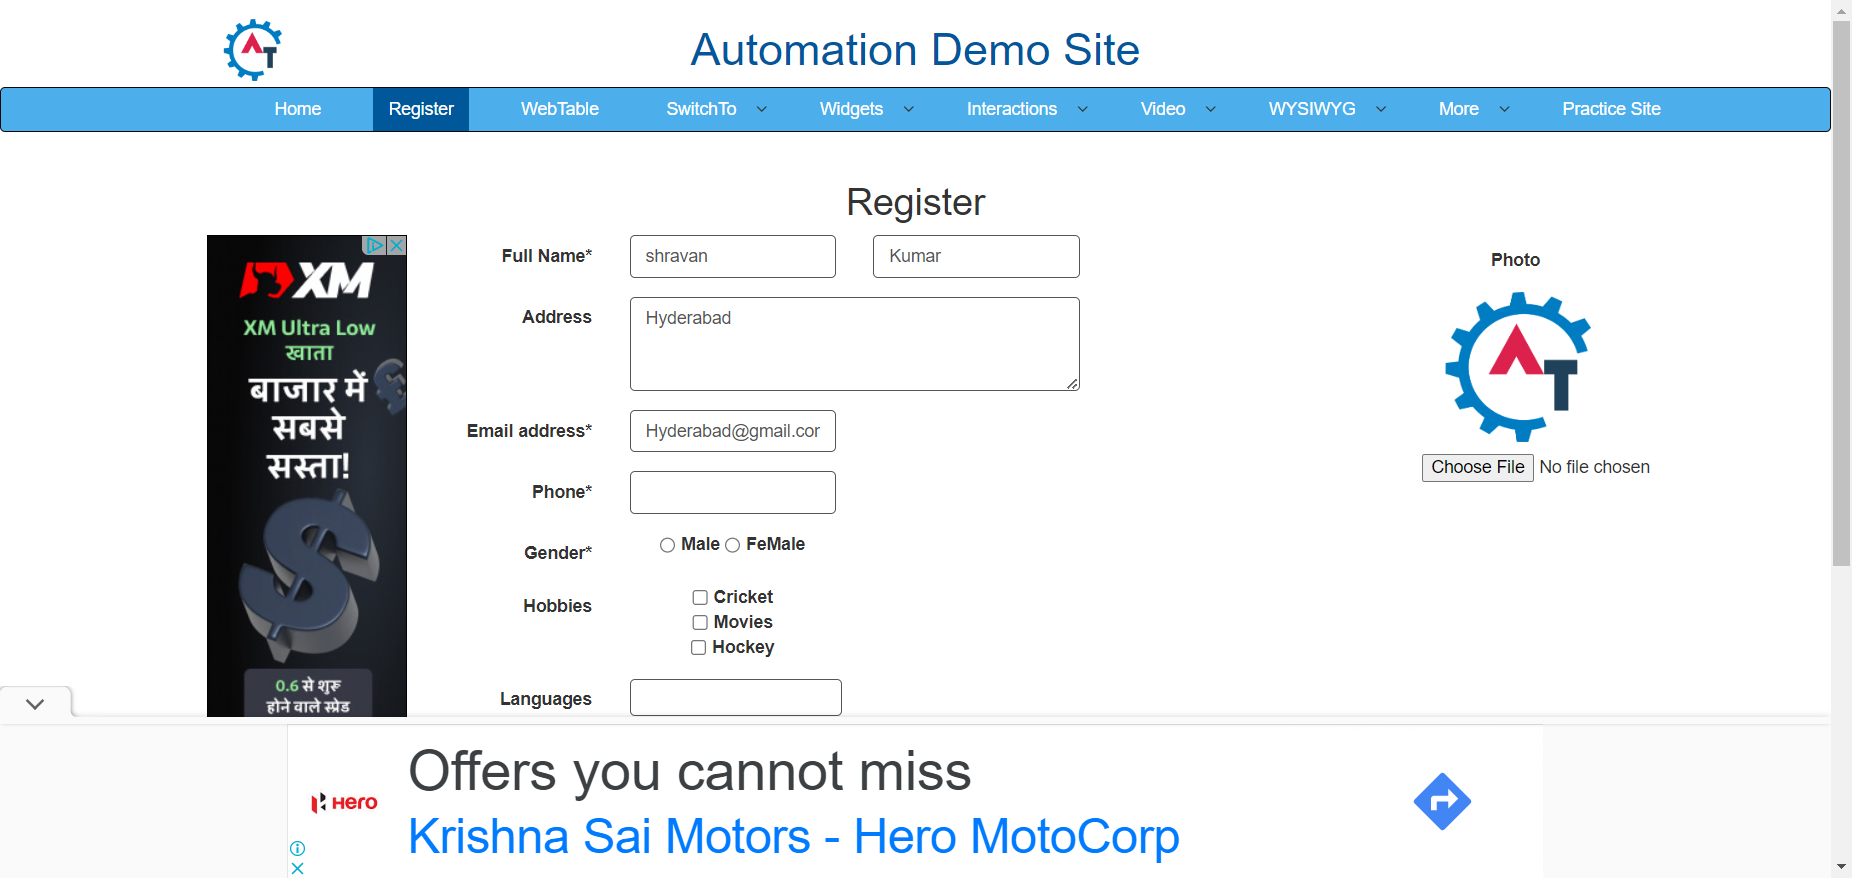 Automation Demo Site
Home Register WebTable SwitchTo Widgets Interactions Video WYSIWYG More Practice Site
Register
Full Name* shravan Kumar
Address Hyderabad
Email address* Hyderabad@gmail.cor
Phone*
Gender* Male FeMale
Hobbies Cricket
Movies
Hockey
Languages
Photo
AT
Choose File No file chosen
XM
XM Ultra Low
खाता
बाजार में
सबसे
सस्ता!
0.6 से शुरू
होने वाले स्प्रेड
Offers you cannot miss
HERO
Krishna Sai Motors - Hero MotoCorp